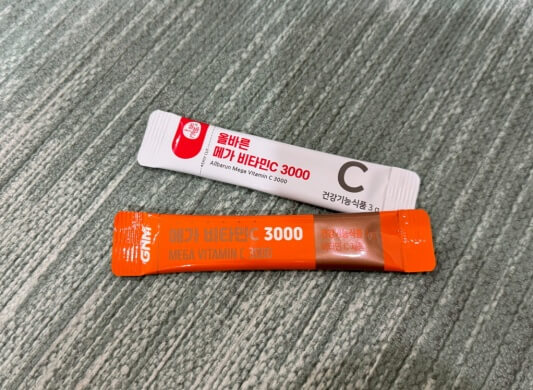 올바른
메가 비타민C 3000
Allbarun Mega Vitamin C 3000
C
건강기능식품 3 g
GNM
메가 비타민C 3000
MEGA VITAMIN C 3000